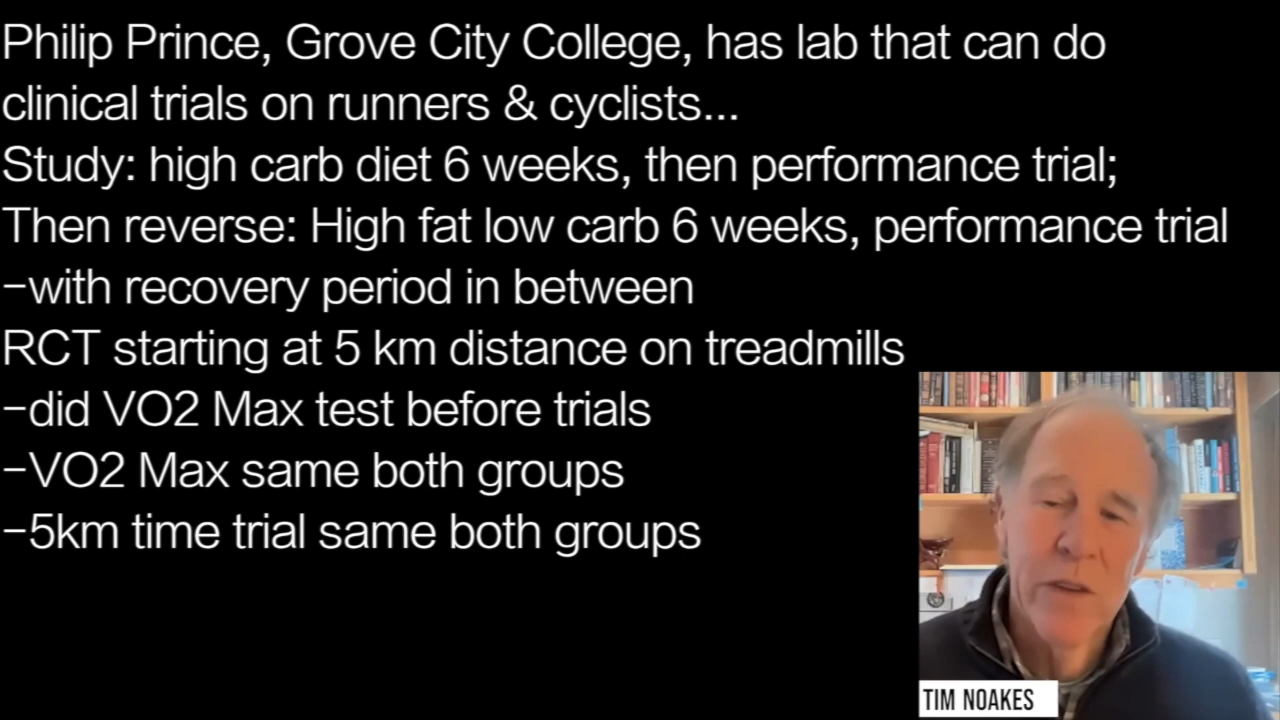 Philip Prince, Grove City College, has lab that can do
clinical trials on runners & cyclists...
Study: high carb diet 6 weeks, then performance trial;
Then reverse: High fat low carb 6 weeks, performance trial
−with recovery period in between
RCT starting at 5 km distance on treadmills
−did VO2 Max test before trials
−VO2 Max same both groups
−5km time trial same both groups
TIM NOAKES